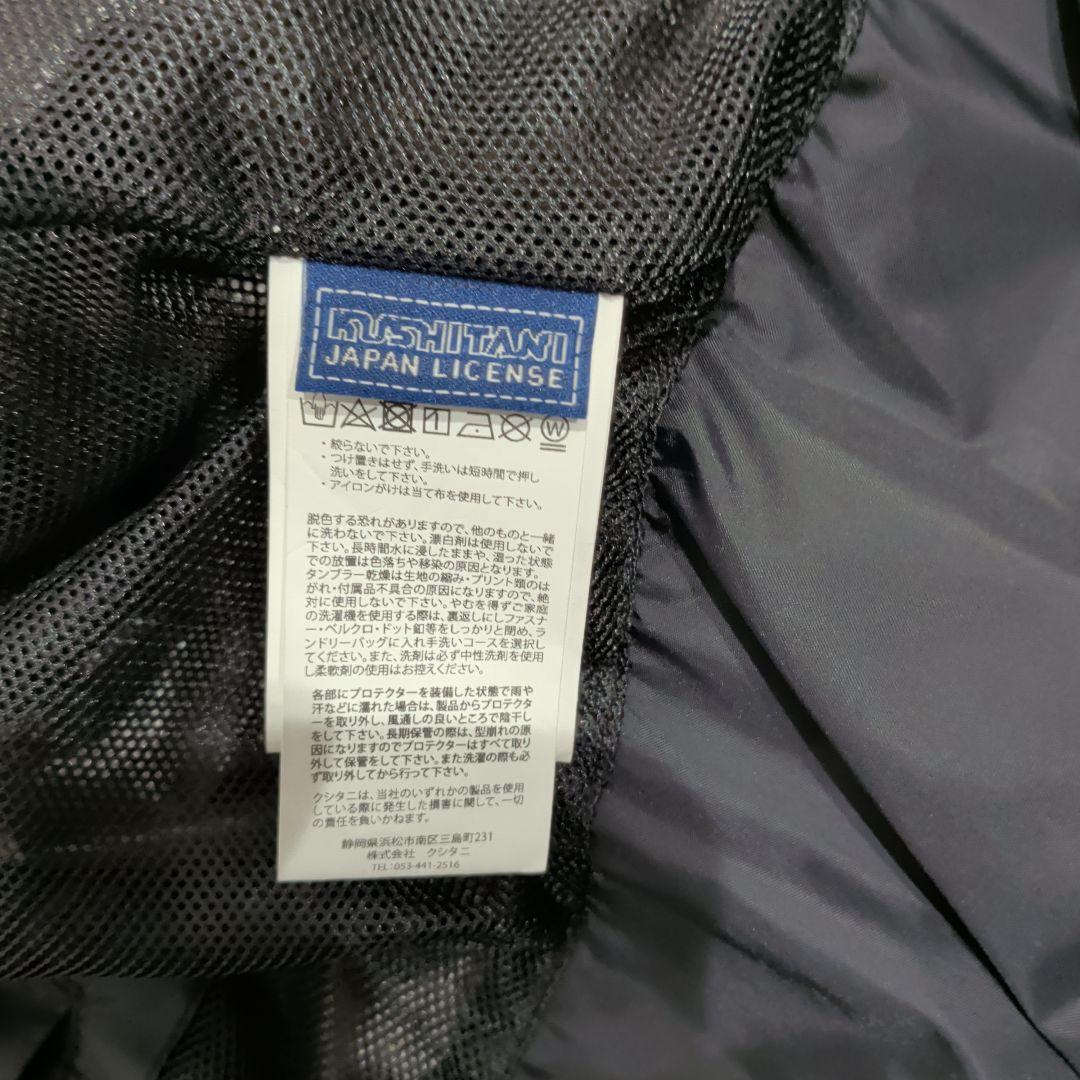 KUSHITANI
JAPAN LICENSE
W
・絞らないで下さい。
・つけ置きはせず、手洗いは短時間で押し
洗いをして下さい。
・アイロンがけは当て布を使用して下さい。
脱色する恐れがありますので、他のものと一緒
に洗わないで下さい。漂白剤は使用しないで
下さい。長時間水に浸したままや、湿った状態
での放置は色落ちや移染の原因となります。
タンブラー乾燥は生地の縮み・プリント類のは
がれ・付属品不具合の原因になりますので、絶
対に使用しないで下さい。やむを得ずご家庭
の洗濯機を使用する際は、裏返しにしファスナ
ー・ベルクロ・ドット釦等をしっかりと閉め、ラ
ンドリーバッグに入れ手洗いコースを選択し
てください。また、洗剤は必ず中性洗剤を使用
し柔軟剤の使用はお控えください。
各部にプロテクターを装備した状態で雨や
汗などに濡れた場合は、製品からプロテクタ
ーを取り外し、風通しの良いところで陰干し
をして下さい。長期保管の際は、型崩れの原
因になりますのでプロテクターはすべて取り
外して保管をして下さい。また洗濯の際も必
ず取り外してから行って下さい。
クシタニは、当社のいずれかの製品を使用
している際に発生した損害に関して、一切
の責任を負いかねます。
静岡県浜松市南区三島町231
株式会社 クシタニ
TEL:053-441-2516